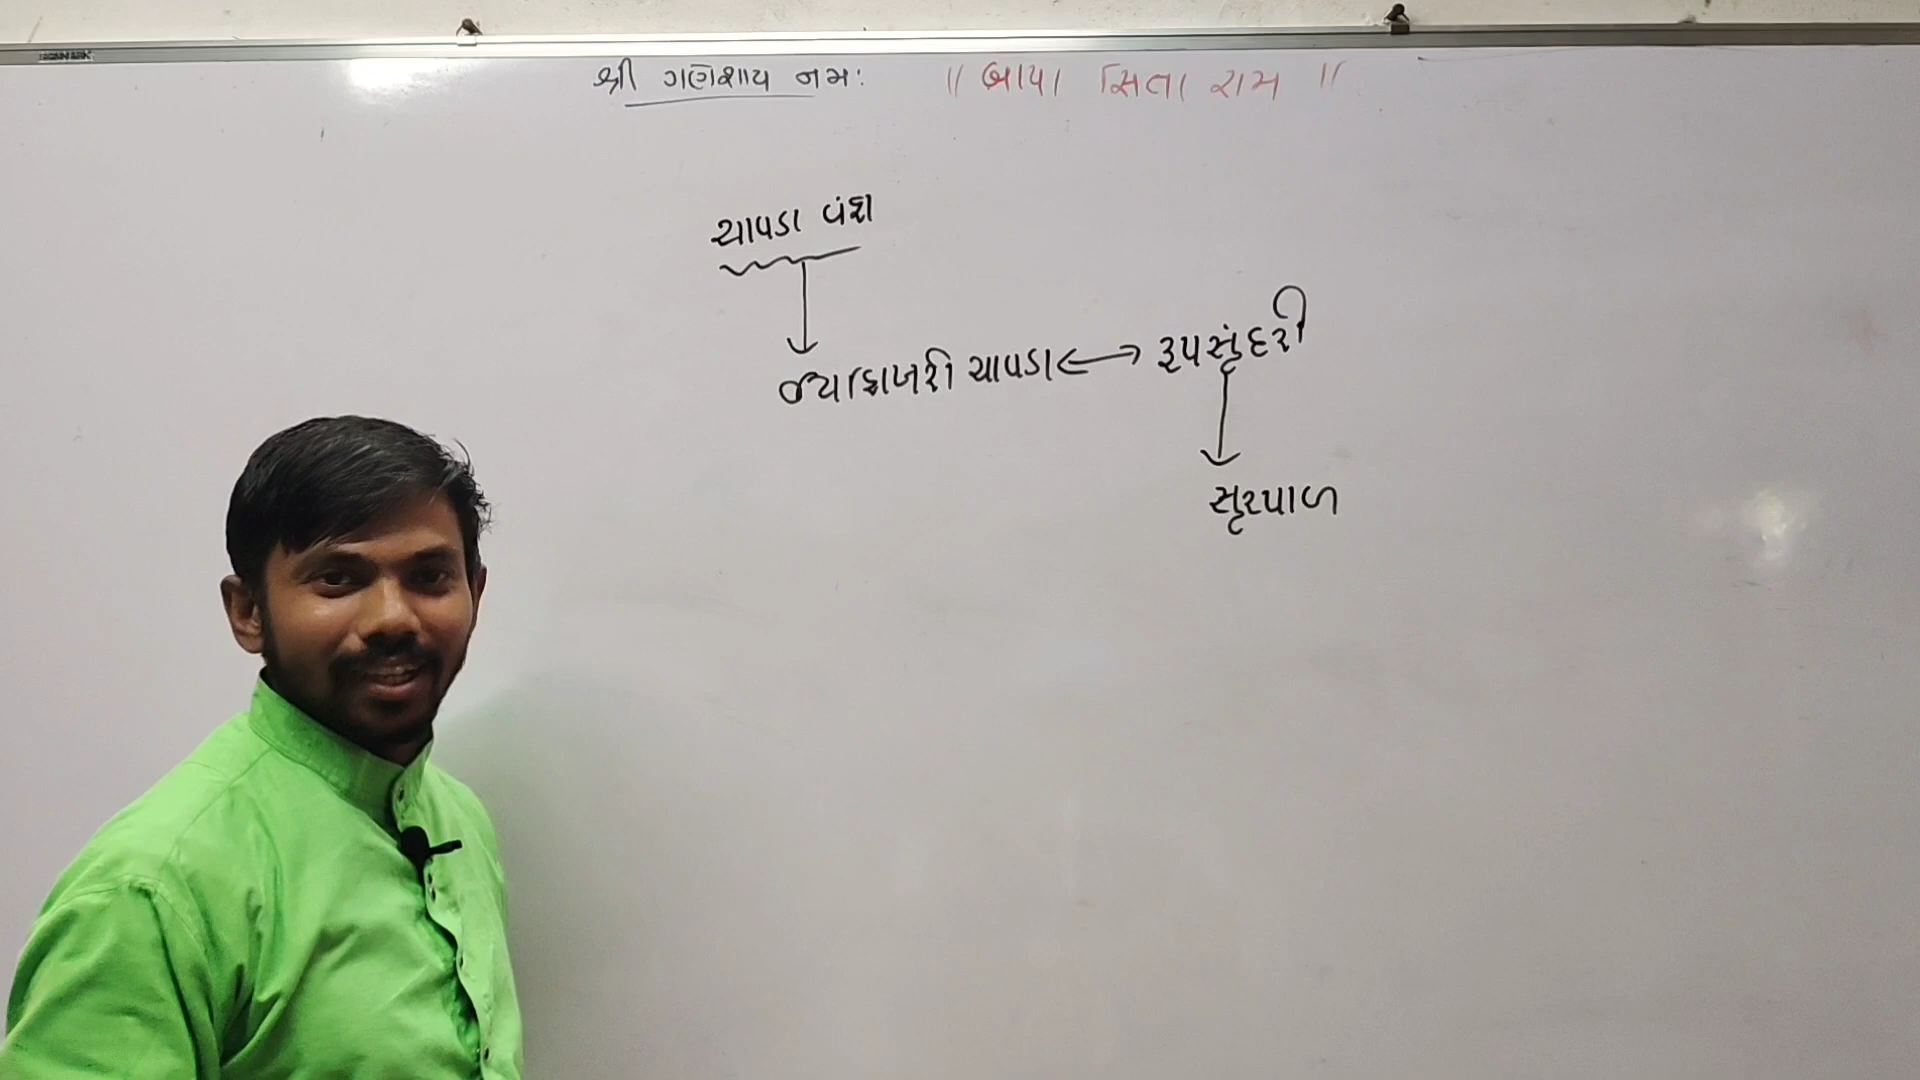 શ્રી ગણેશાય નમઃ ॥ બાપા સિતા રામ ॥
ચાવડા વંશ
જયશિખરી ચાવડા ↔ રૂપસુંદરી
સૂરપાળ